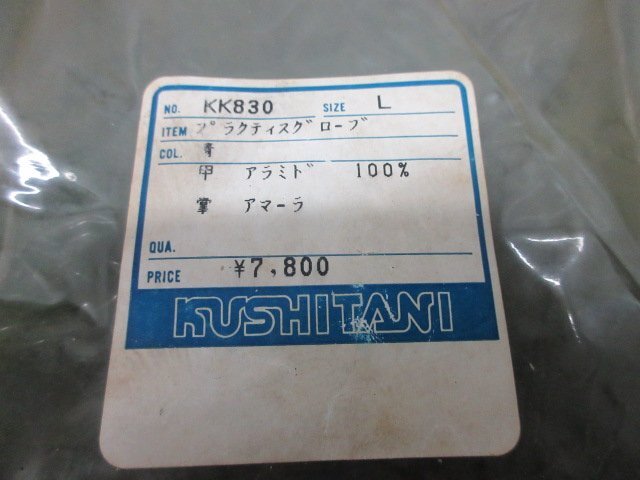 NO. KK830 SIZE L
ITEM プラクティスグローブ
COL. 青
甲 アラミド 100%
掌 アマーラ
QUA.
PRICE ¥7,800
KUSHITANI